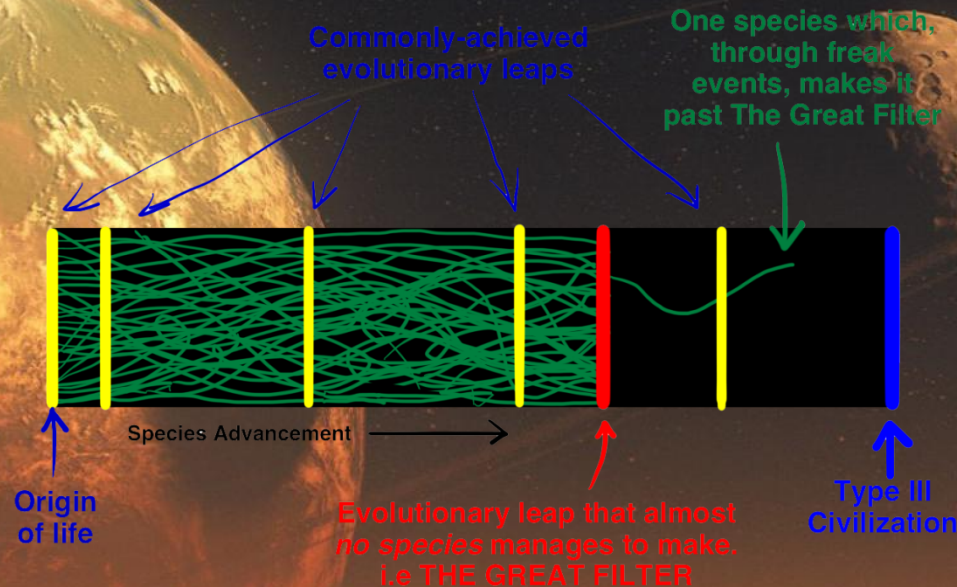 Commonly-achieved
evolutionary leaps
One species which,
through freak
events, makes it
past The Great Filter
Species Advancement
Origin
of life
Evolutionary leap that almost
no species manages to make.
i.e THE GREAT FILTER
Type III
Civilization